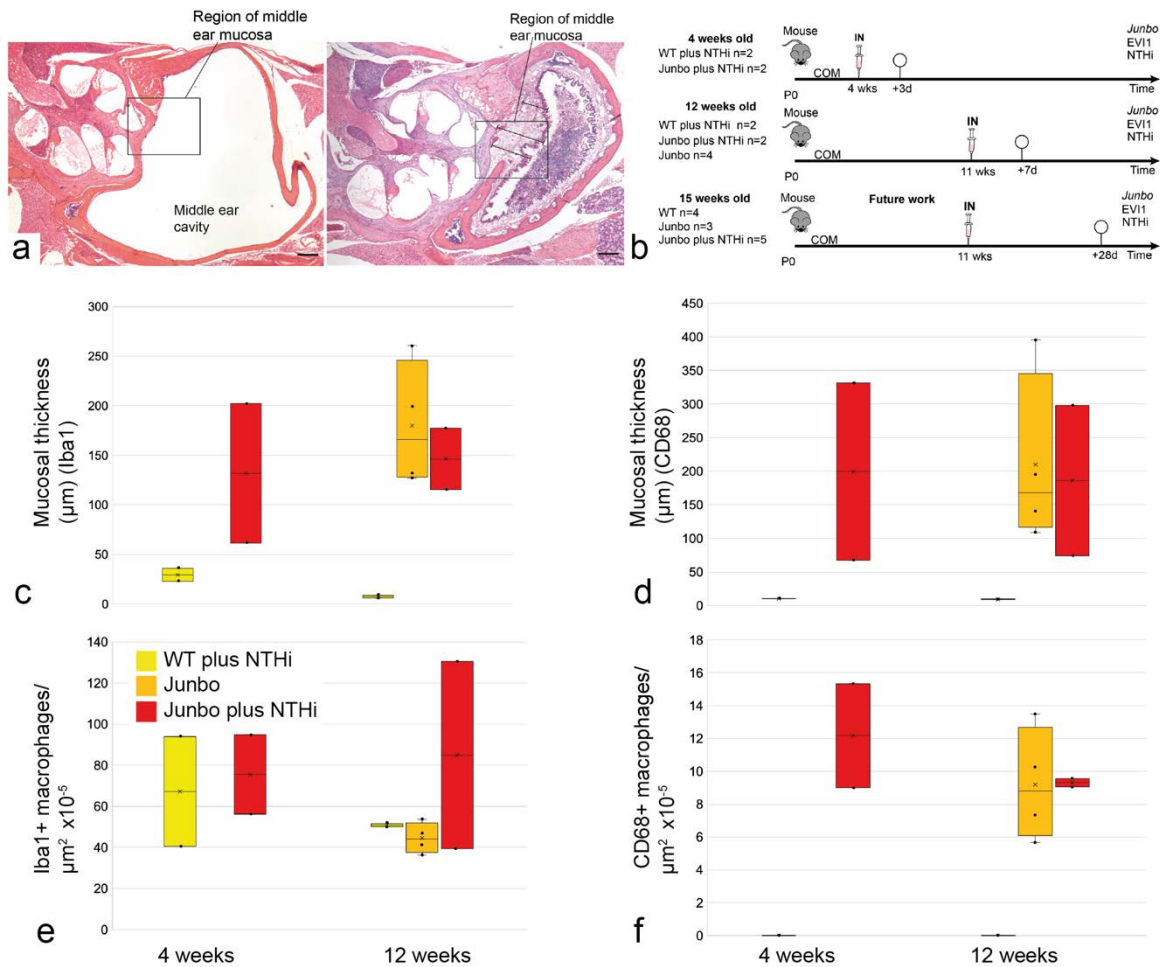 Region of middle
ear mucosa
Region of middle
ear mucosa
Middle ear
cavity
a
4 weeks old
WT plus NTHi n=2
Junbo plus NTHi n=2
Mouse
IN
COM
P0
4 wks
+3d
Junbo
EVI1
NTHi
Time
12 weeks old
WT plus NTHi n=2
Junbo plus NTHi n=2
Junbo n=4
Mouse
IN
COM
P0
11 wks
+7d
Junbo
EVI1
NTHi
Time
15 weeks old
WT n=4
Junbo n=3
Junbo plus NTHi n=5
Mouse
Future work
IN
COM
P0
11 wks
+28d
Junbo
EVI1
NTHi
Time
b
Mucosal thickness
(µm) (Iba1)
300
250
200
150
100
50
0
c
Mucosal thickness
(µm) (CD68)
450
400
350
300
250
200
150
100
50
0
d
Iba1+ macrophages/
µm² x10⁻⁵
140
120
100
80
60
40
20
0
WT plus NTHi
Junbo
Junbo plus NTHi
e
4 weeks
12 weeks
CD68+ macrophages/
µm² x10⁻⁵
18
16
14
12
10
8
6
4
2
0
f
4 weeks
12 weeks